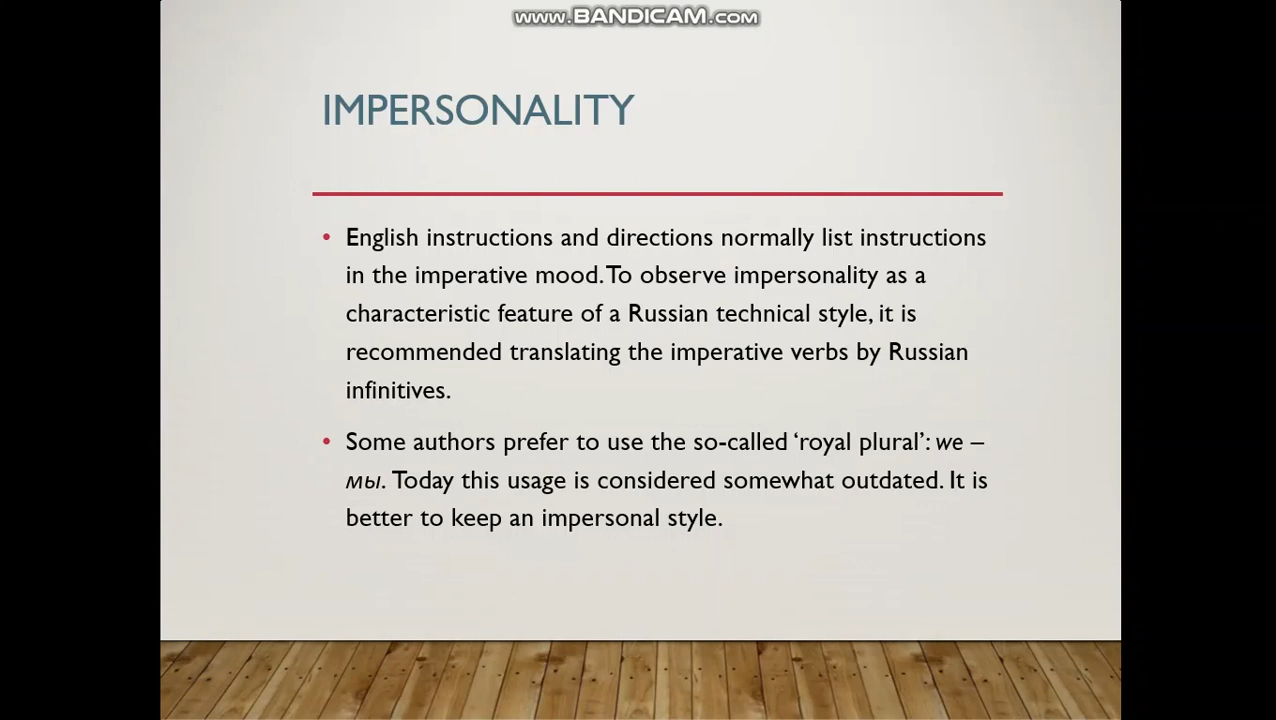 www.BANDICAM.com
IMPERSONALITY
• English instructions and directions normally list instructions
in the imperative mood. To observe impersonality as a
characteristic feature of a Russian technical style, it is
recommended translating the imperative verbs by Russian
infinitives.
• Some authors prefer to use the so-called ‘royal plural’: we –
мы. Today this usage is considered somewhat outdated. It is
better to keep an impersonal style.